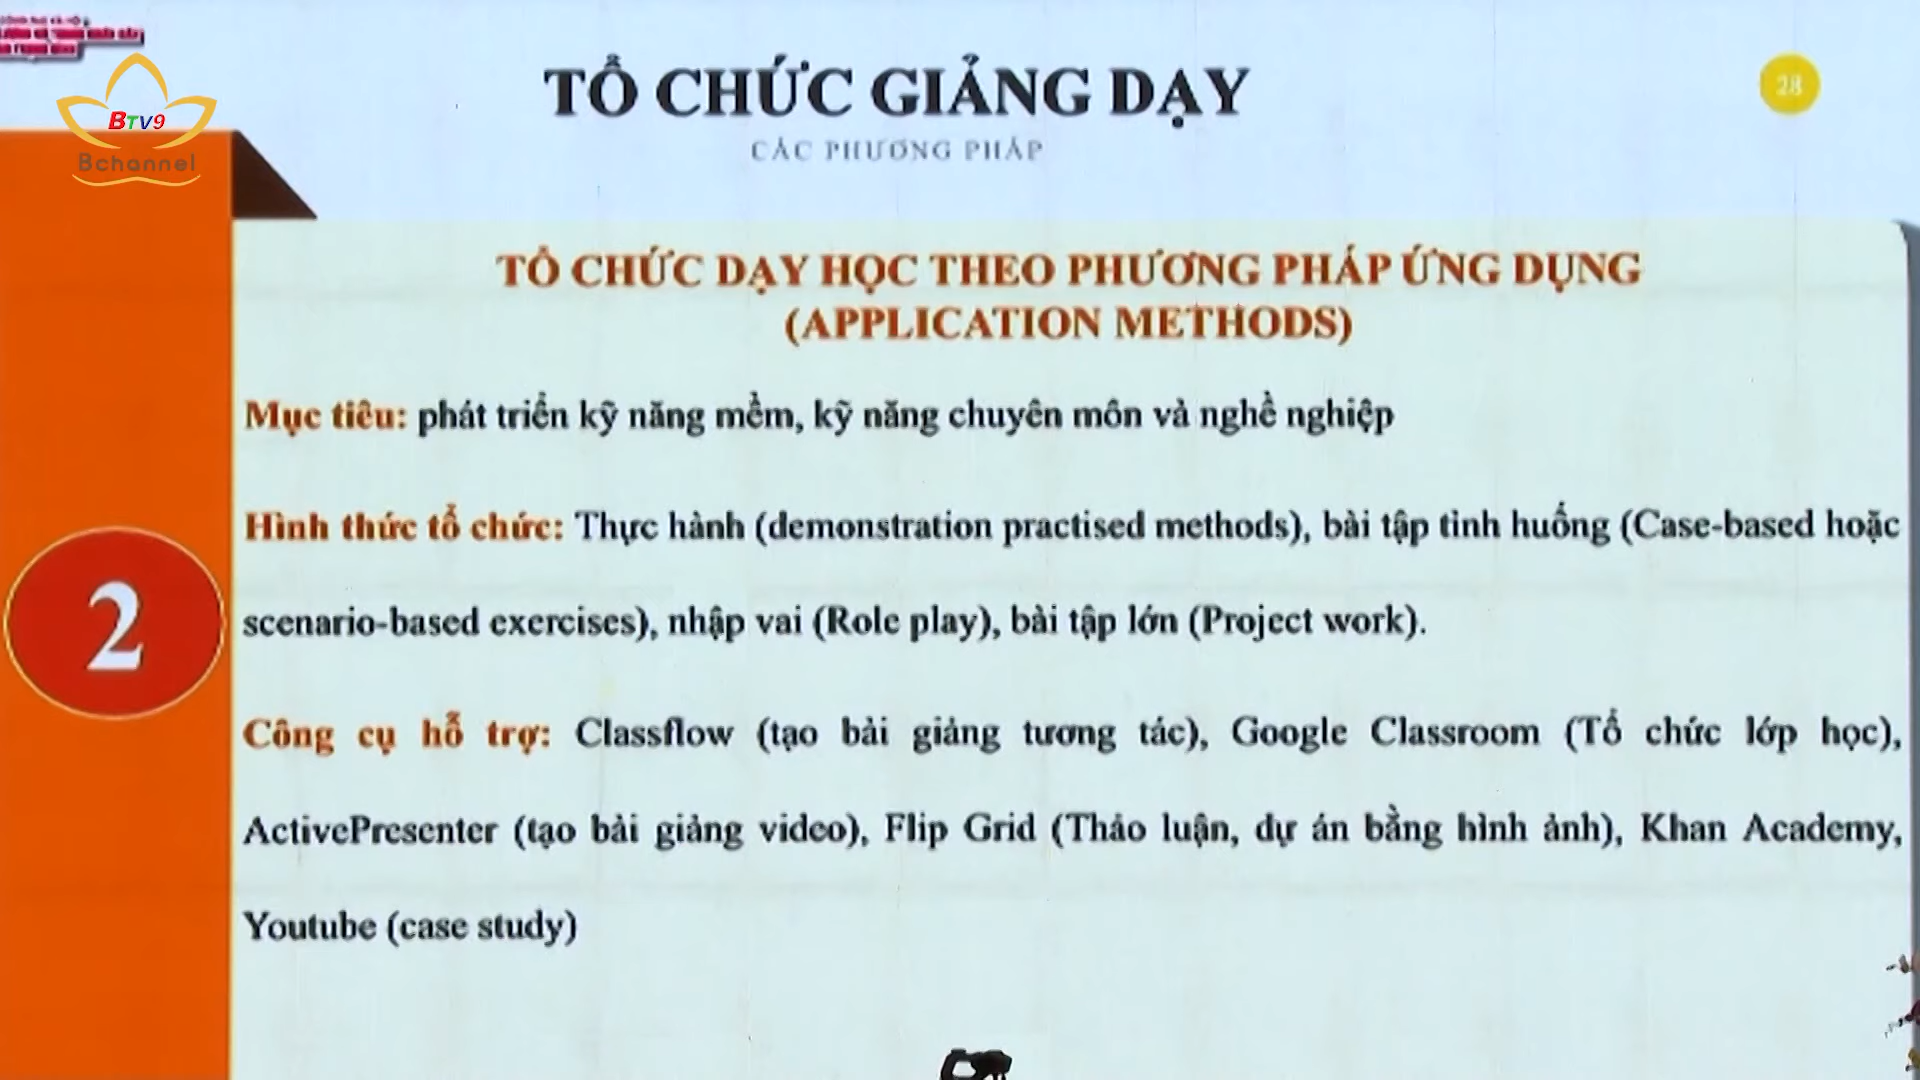 BTV9
Bchannel
TỔ CHỨC GIẢNG DẠY
28
CÁC PHƯƠNG PHÁP
TỔ CHỨC DẠY HỌC THEO PHƯƠNG PHÁP ỨNG DỤNG
(APPLICATION METHODS)
Mục tiêu: phát triển kỹ năng mềm, kỹ năng chuyên môn và nghề nghiệp
Hình thức tổ chức: Thực hành (demonstration practised methods), bài tập tình huống (Case-based hoặc
scenario-based exercises), nhập vai (Role play), bài tập lớn (Project work).
2
Công cụ hỗ trợ: Classflow (tạo bài giảng tương tác), Google Classroom (Tổ chức lớp học),
ActivePresenter (tạo bài giảng video), Flip Grid (Thảo luận, dự án bằng hình ảnh), Khan Academy,
Youtube (case study)